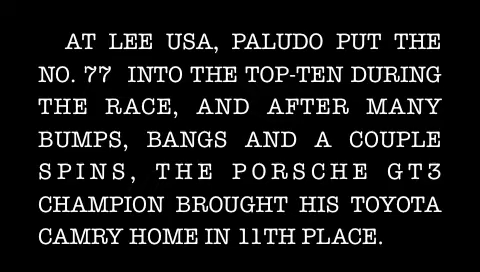 AT LEE USA, PALUDO PUT THE
NO. 77 INTO THE TOP-TEN DURING
THE RACE, AND AFTER MANY
BUMPS, BANGS AND A COUPLE
SPINS, THE PORSCHE GT3
CHAMPION BROUGHT HIS TOYOTA
CAMRY HOME IN 11TH PLACE.